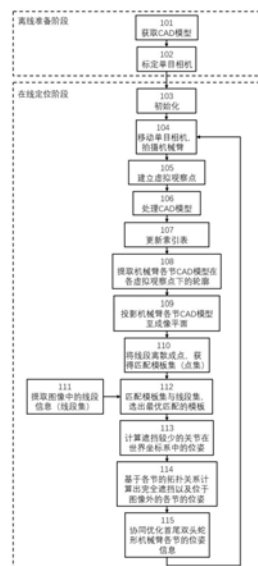 离线准备阶段
101
获取CAD模型
102
标定单目相机
在线定位阶段
103
初始化
104
移动单目相机,
拍摄机械臂
105
建立虚拟观察点
106
处理CAD模型
107
更新索引表
108
提取机械臂各节CAD模型在
各虚拟观察点下的轮廓
109
投影机械臂各节CAD模型
至成像平面
110
将线段离散成点，获
得匹配模板集（点集）
111
提取图像中的线段
信息（线段集）
112
匹配模板集与线段集，
选出最优匹配的模板
113
计算遮挡较少的关节在
世界坐标系中的位姿
114
基于各节的拓扑关系计
算出完全遮挡以及位于
图像外的各节的位姿
115
协同优化首尾双头蛇
形机械臂各节的位姿
信息